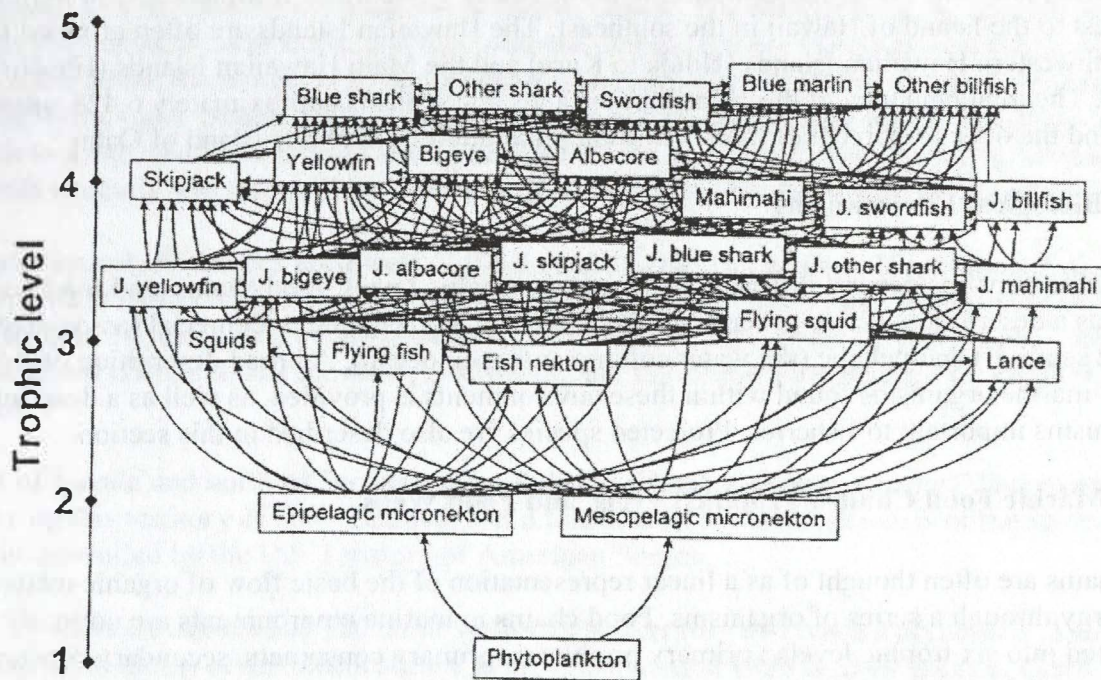 5
4
3
2
1
Trophic level
Blue shark
Other shark
Swordfish
Blue marlin
Other billfish
Skipjack
Yellowfin
Bigeye
Albacore
Mahimahi
J. swordfish
J. billfish
J. yellowfin
J. bigeye
J. albacore
J. skipjack
J. blue shark
J. other shark
J. mahimahi
Squids
Flying fish
fish nekton
Flying squid
Lance
Epipelagic micronekton
Mesopelagic micronekton
Phytoplankton